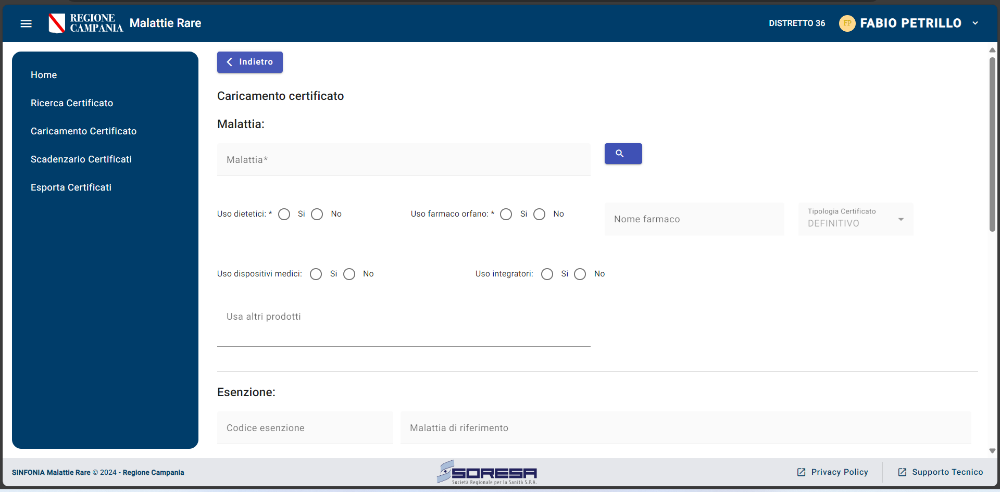 REGIONE
CAMPANIA
Malattie Rare
DISTRETTO 36
FP
FABIO PETRILLO
Home
Ricerca Certificato
Caricamento Certificato
Scadenzario Certificati
Esporta Certificati
Indietro
Caricamento certificato
Malattia:
Malattia*
Uso dietetici: * Si No
Uso farmaco orfano: * Si No
Nome farmaco
Tipologia Certificato
DEFINITIVO
Uso dispositivi medici: Si No
Uso integratori: Si No
Usa altri prodotti
Esenzione:
Codice esenzione
Malattia di riferimento
SINFONIA Malattie Rare © 2024 - Regione Campania
SORESA
Società Regionale per la Sanità S.P.A.
Privacy Policy
Supporto Tecnico